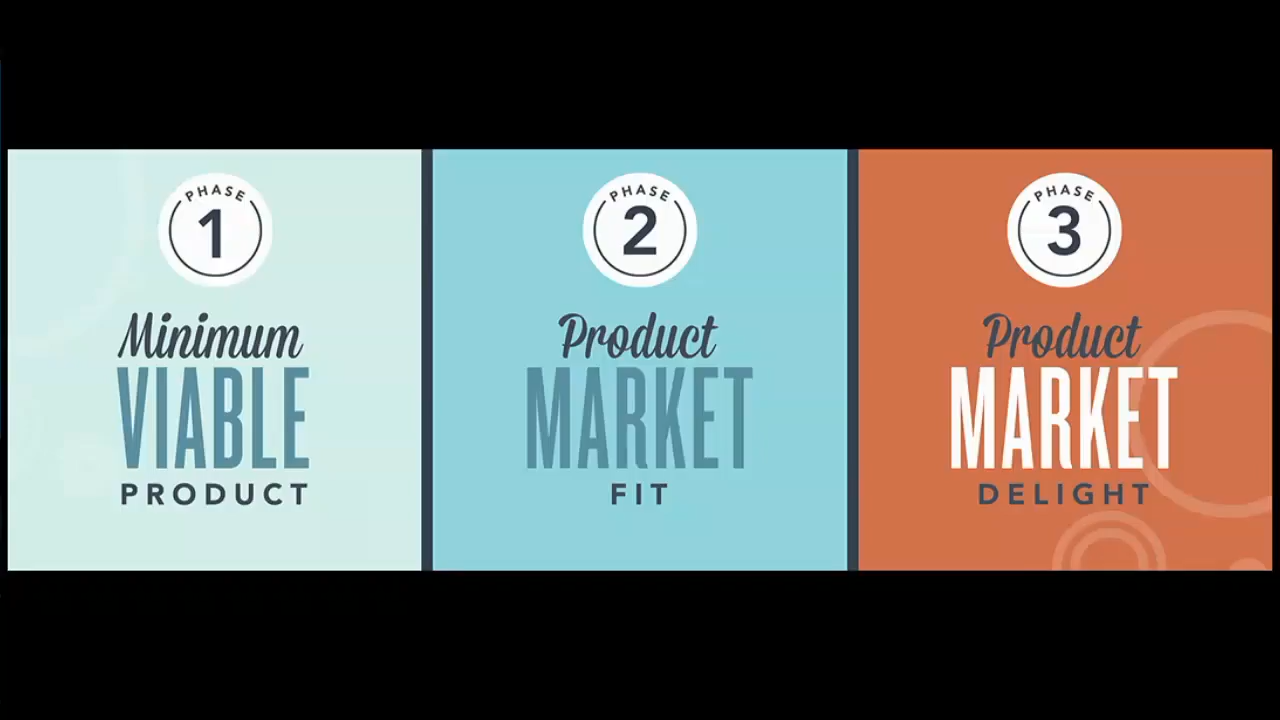 PHASE
1
Minimum
VIABLE
PRODUCT
PHASE
2
Product
MARKET
FIT
PHASE
3
Product
MARKET
DELIGHT